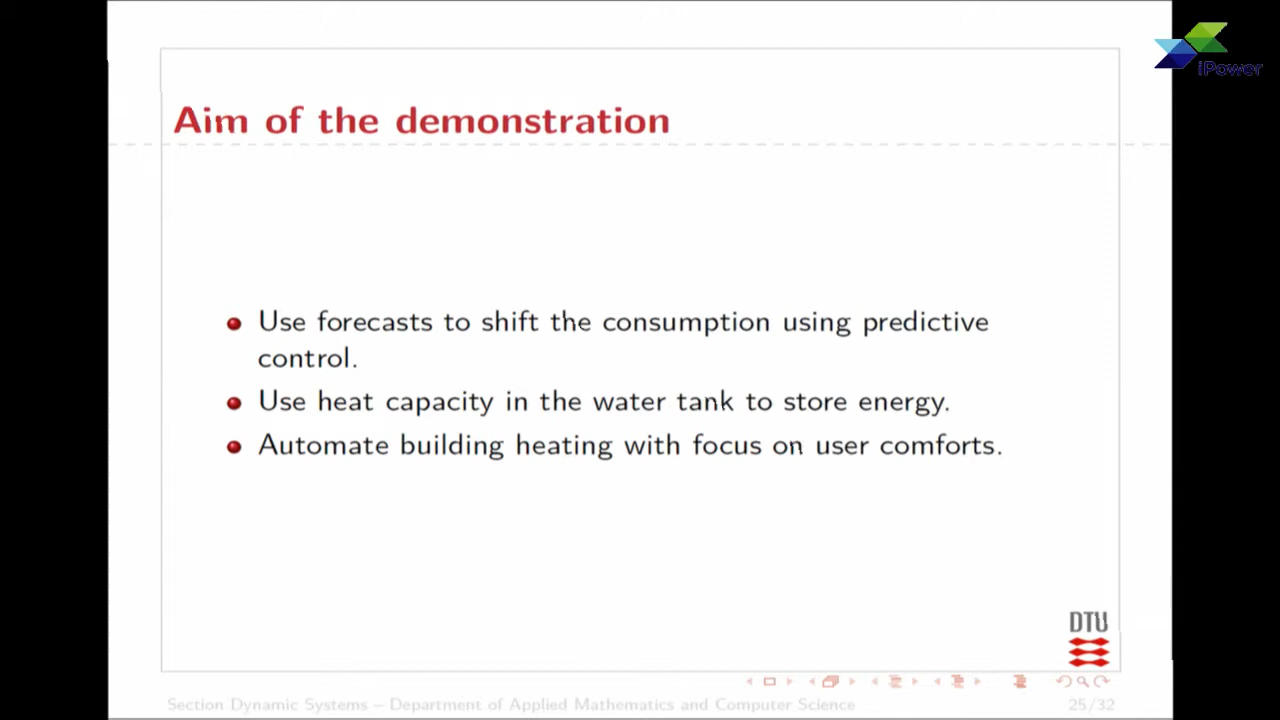 iPower
Aim of the demonstration
Use forecasts to shift the consumption using predictive
control.
Use heat capacity in the water tank to store energy.
Automate building heating with focus on user comforts.
DTU
Section Dynamic Systems – Department of Applied Mathematics and Computer Science
25/32